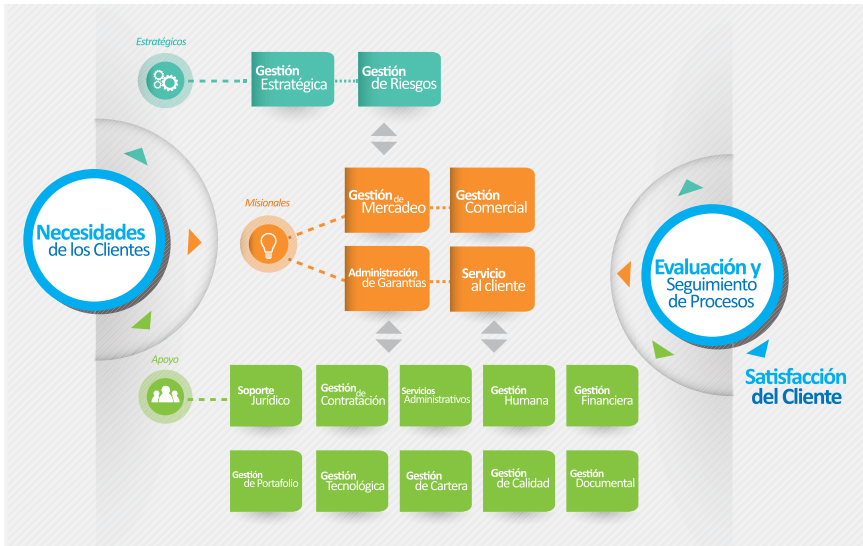 Estratégicos
Gestión
Estratégica
Gestión
de Riesgos
Necesidades
de los Clientes
Misionales
Gestión de
Mercadeo
Gestión
Comercial
Administración
de Garantías
Servicio
al cliente
Evaluación y
Seguimiento
de Procesos
Satisfacción
del Cliente
Apoyo
Soporte
Jurídico
Gestión de
Contratación
Servicios
Administrativos
Gestión
Humana
Gestión
Financiera
Gestión
de Portafolio
Gestión
Tecnológica
Gestión
de Cartera
Gestión
de Calidad
Gestión
Documental